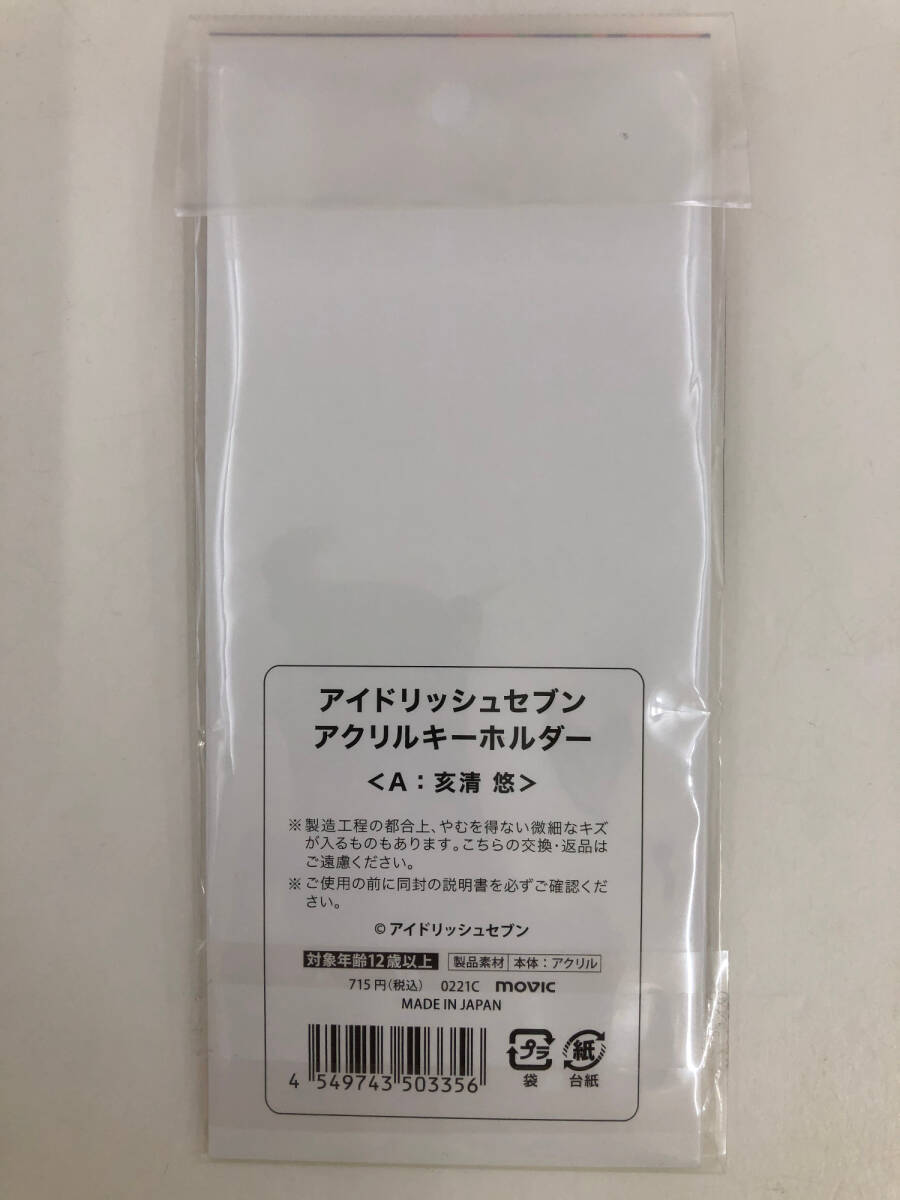 アイドリッシュセブン
アクリルキーホルダー
<A：亥清 悠>
※製造工程の都合上、やむを得ない微細なキズ
が入るものもあります。こちらの交換・返品は
ご遠慮ください。
※ご使用の前に同封の説明書を必ずご確認くだ
さい。
©アイドリッシュセブン
対象年齢12歳以上 製品素材 本体：アクリル
715円(税込) 0221C movic
MADE IN JAPAN
4 549743 503356
プラ 紙
袋 台紙